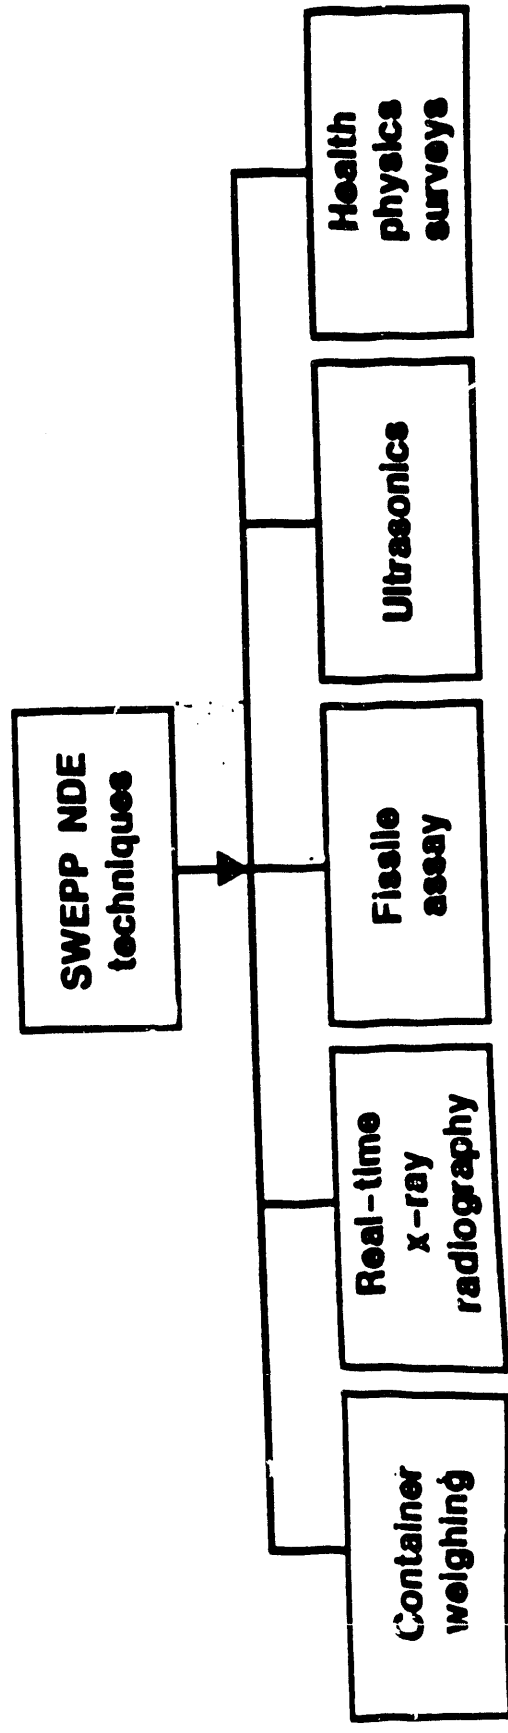 SWEPP NDE
techniques
Container
weighing
Real-time
x-ray
radiography
Fissile
assay
Ultrasonics
Health
physics
surveys